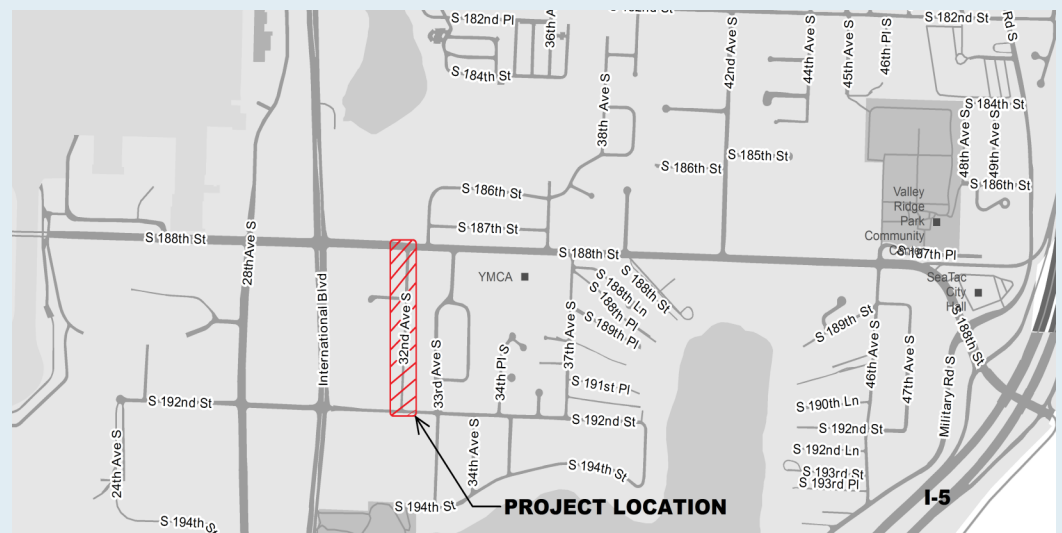 S 182nd Pl
36th A
S 182nd St
Rd S
S 184th St
38th Ave S
42nd Ave S
44th Ave S
45th Ave S
46th Pl S
S 182nd St
S 184th St
48th Ave S
49th Ave S
S 186th St
S 185th St
S 186th St
S 186th St
S 187th St
Valley
Ridge
Park
Community
Center
S 187th Pl
S 188th St
28th Ave S
International Blvd
32nd Ave S
33rd Ave S
34th Pl S
YMCA
S 188th St
S 188th St
S 188th Ln
S 188th Pl
S 189th Pl
37th Ave S
S 191st Pl
SeaTac
City
Hall
S 188th St
S 189th St
46th Ave S
47th Ave S
Military Rd S
S 190th Ln
S 192nd St
S 192nd Ln
S 193rd St
S 193rd Pl
S 192nd St
24th Ave S
S 194th St
S 192nd St
34th Ave S
S 194th St
S 194th St
PROJECT LOCATION
I-5